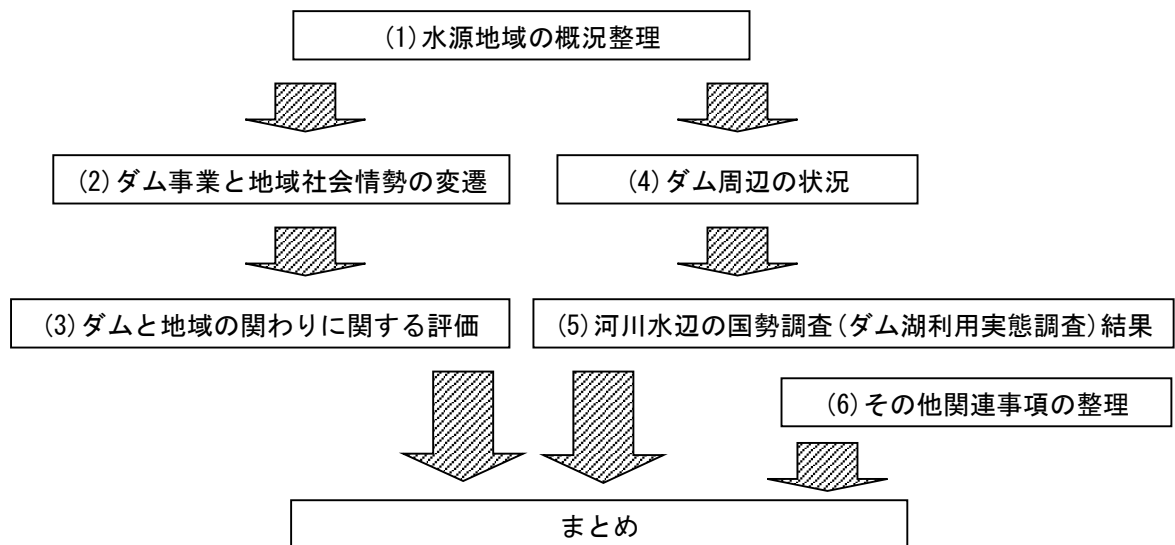 (1)水源地域の概況整理
(2)ダム事業と地域社会情勢の変遷
(4)ダム周辺の状況
(3)ダムと地域の関わりに関する評価
(5)河川水辺の国勢調査(ダム湖利用実態調査)結果
(6)その他関連事項の整理
まとめ